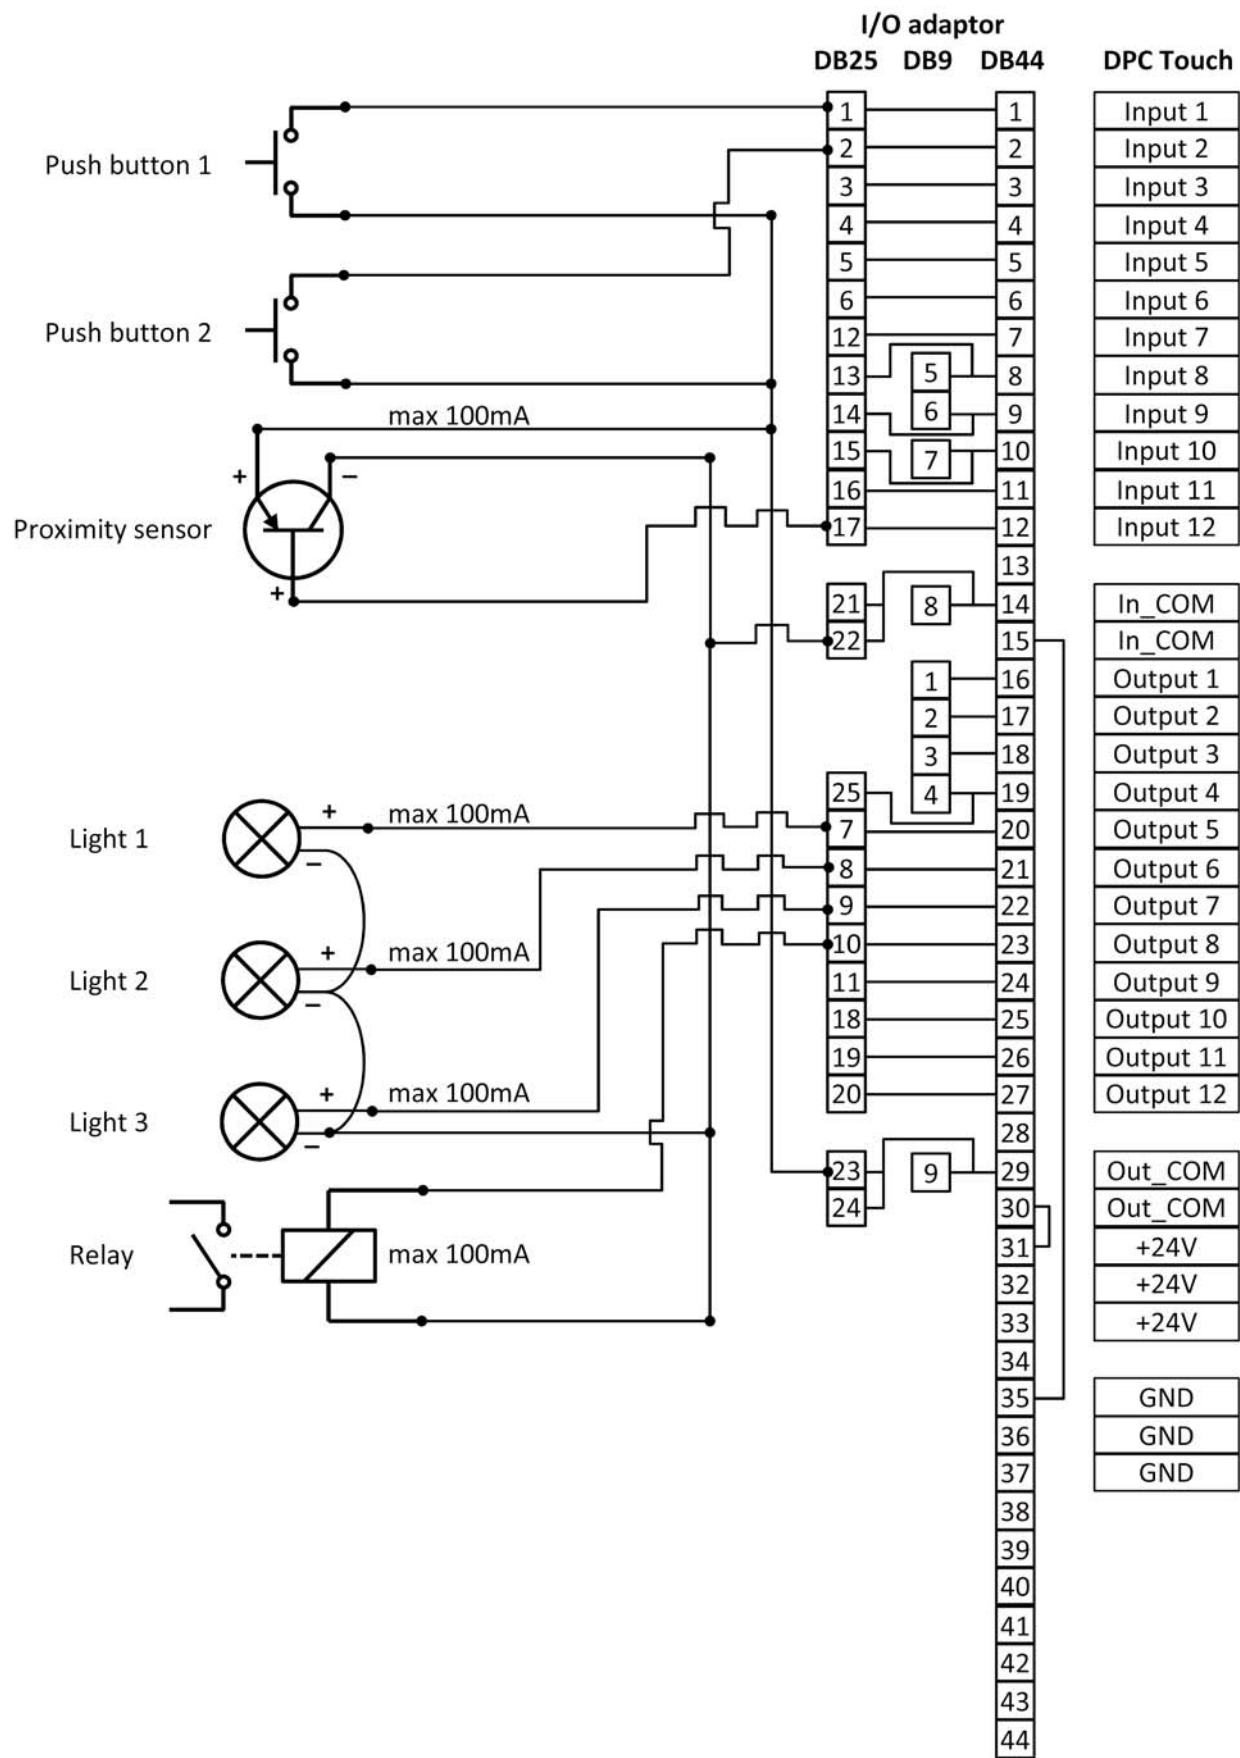 I/O adaptor
DB25 DB9 DB44 DPC Touch
1 1 Input 1
2 2 Input 2
Push button 1
3 3 Input 3
4 4 Input 4
5 5 Input 5
6 6 Input 6
Push button 2
12 7 Input 7
13 5 8 Input 8
max 100mA
14 6 9 Input 9
15 7 10 Input 10
+ –
16 11 Input 11
Proximity sensor
17 12 Input 12
13
+
21 8 14 In_COM
22 15 In_COM
1 16 Output 1
2 17 Output 2
3 18 Output 3
25 4 19 Output 4
Light 1 + max 100mA
–
7 20 Output 5
8 21 Output 6
9 22 Output 7
10 23 Output 8
Light 2 + max 100mA
–
11 24 Output 9
18 25 Output 10
19 26 Output 11
20 27 Output 12
Light 3 + max 100mA
–
28
23 9 29 Out_COM
24 30 Out_COM
Relay max 100mA
31 +24V
32 +24V
33 +24V
34
35 GND
36 GND
37 GND
38
39
40
41
42
43
44